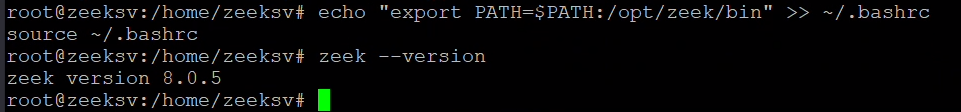 root@zeeksv:/home/zeeksv# echo "export PATH=$PATH:/opt/zeek/bin" >> ~/.bashrc
source ~/.bashrc
root@zeeksv:/home/zeeksv# zeek --version
zeek version 8.0.5
root@zeeksv:/home/zeeksv#